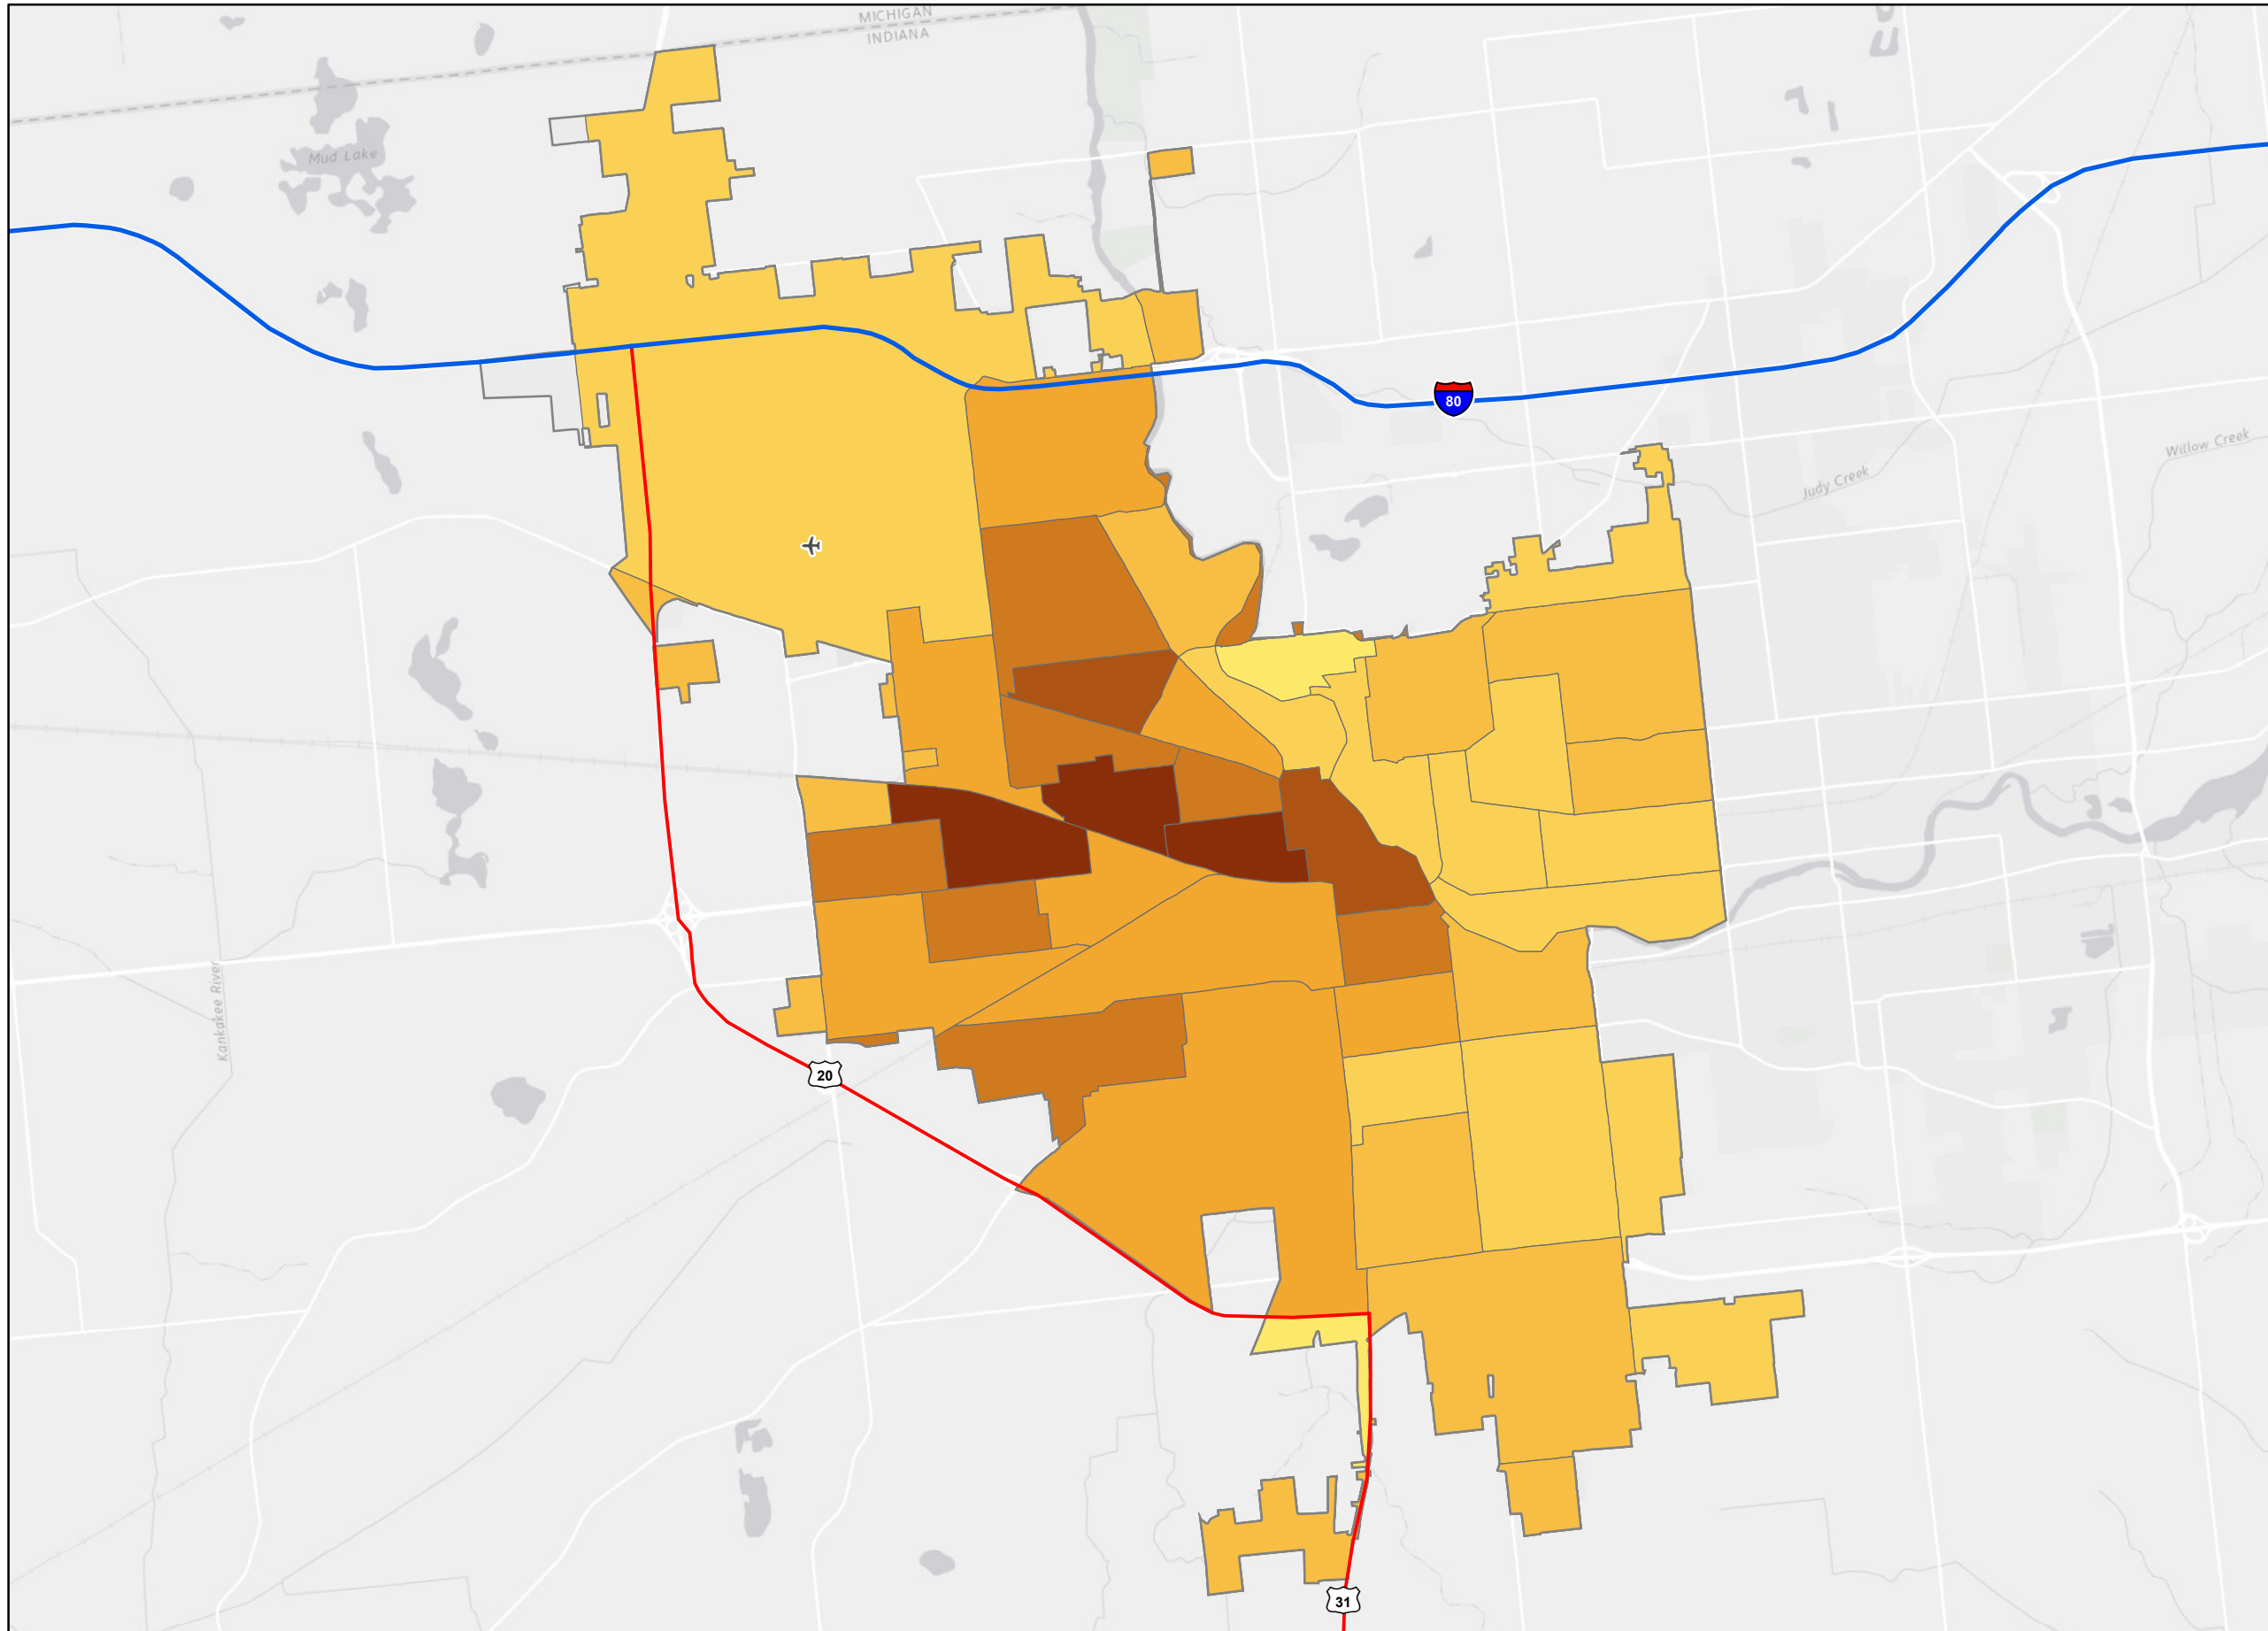 MICHIGAN
INDIANA
Mud Lake
80
Willow Creek
Judy Creek
Kankakee River
20
31